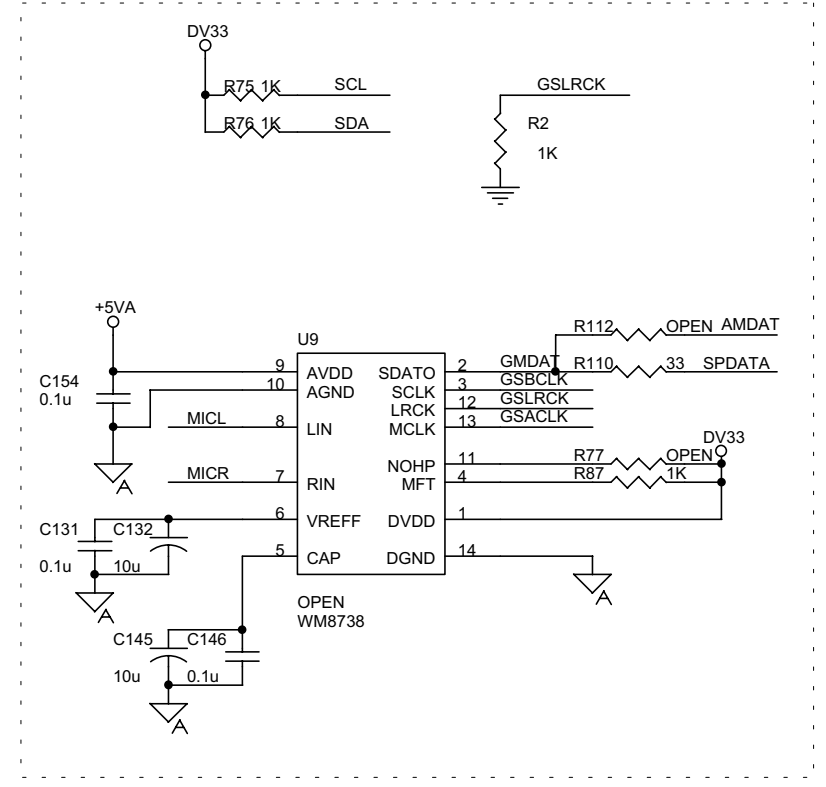 DV33
R75 1K SCL
R76 1K SDA
GSLRCK
R2
1K
+5VA
C154
0.1u
A
MICL
MICR
C131
0.1u
C132
10u
A
C145
10u
C146
0.1u
A
U9
9 AVDD
10 AGND
8 LIN
7 RIN
6 VREFF
5 CAP
SDATO 2 GMDAT
SCLK 3 GSBCLK
LRCK 12 GSLRCK
MCLK 13 GSACLK
NOHP 11
MFT 4
DVDD 1
DGND 14
OPEN
WM8738
R112 OPEN AMDAT
R110 33 SPDATA
DV33
R77 OPEN
R87 1K
A